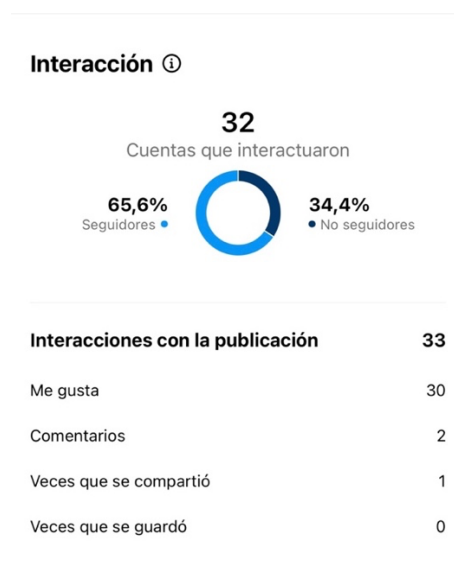 Interacción
32
Cuentas que interactuaron
65,6%
Seguidores
34,4%
No seguidores
Interacciones con la publicación 33
Me gusta 30
Comentarios 2
Veces que se compartió 1
Veces que se guardó 0